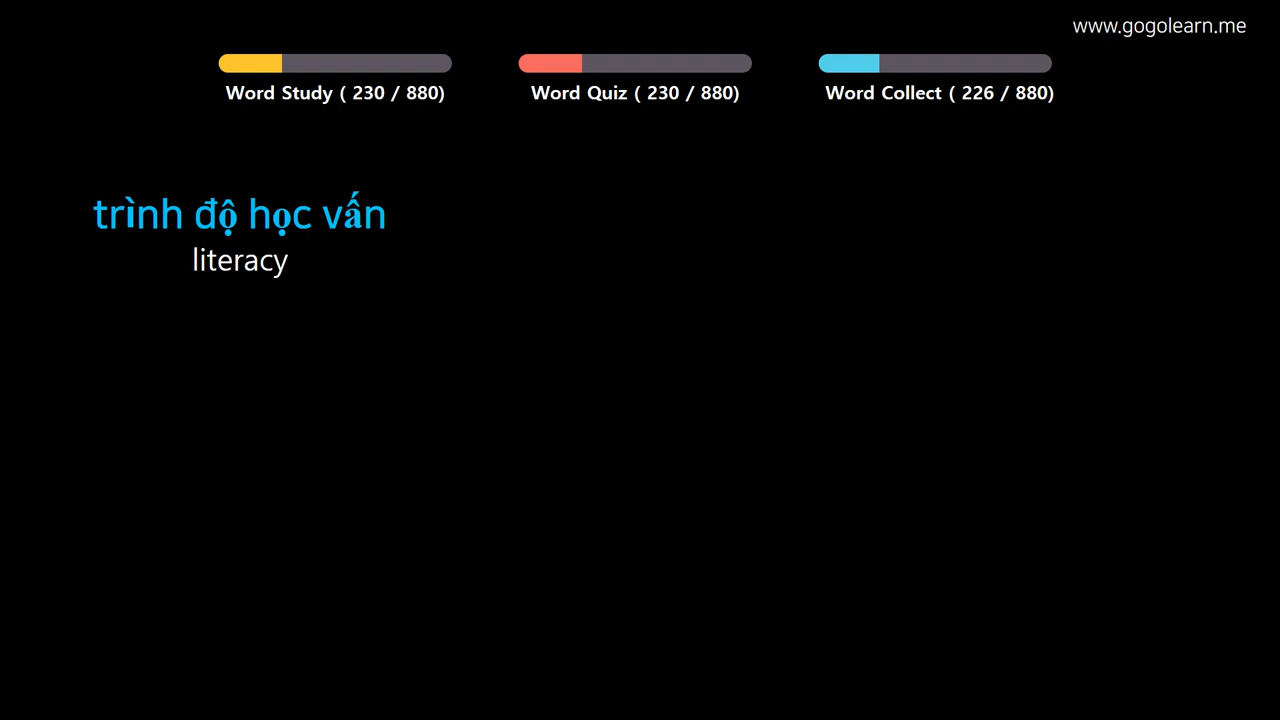 www.gogolearn.me
Word Study ( 230 / 880)
Word Quiz ( 230 / 880)
Word Collect ( 226 / 880)
trình độ học vấn
literacy